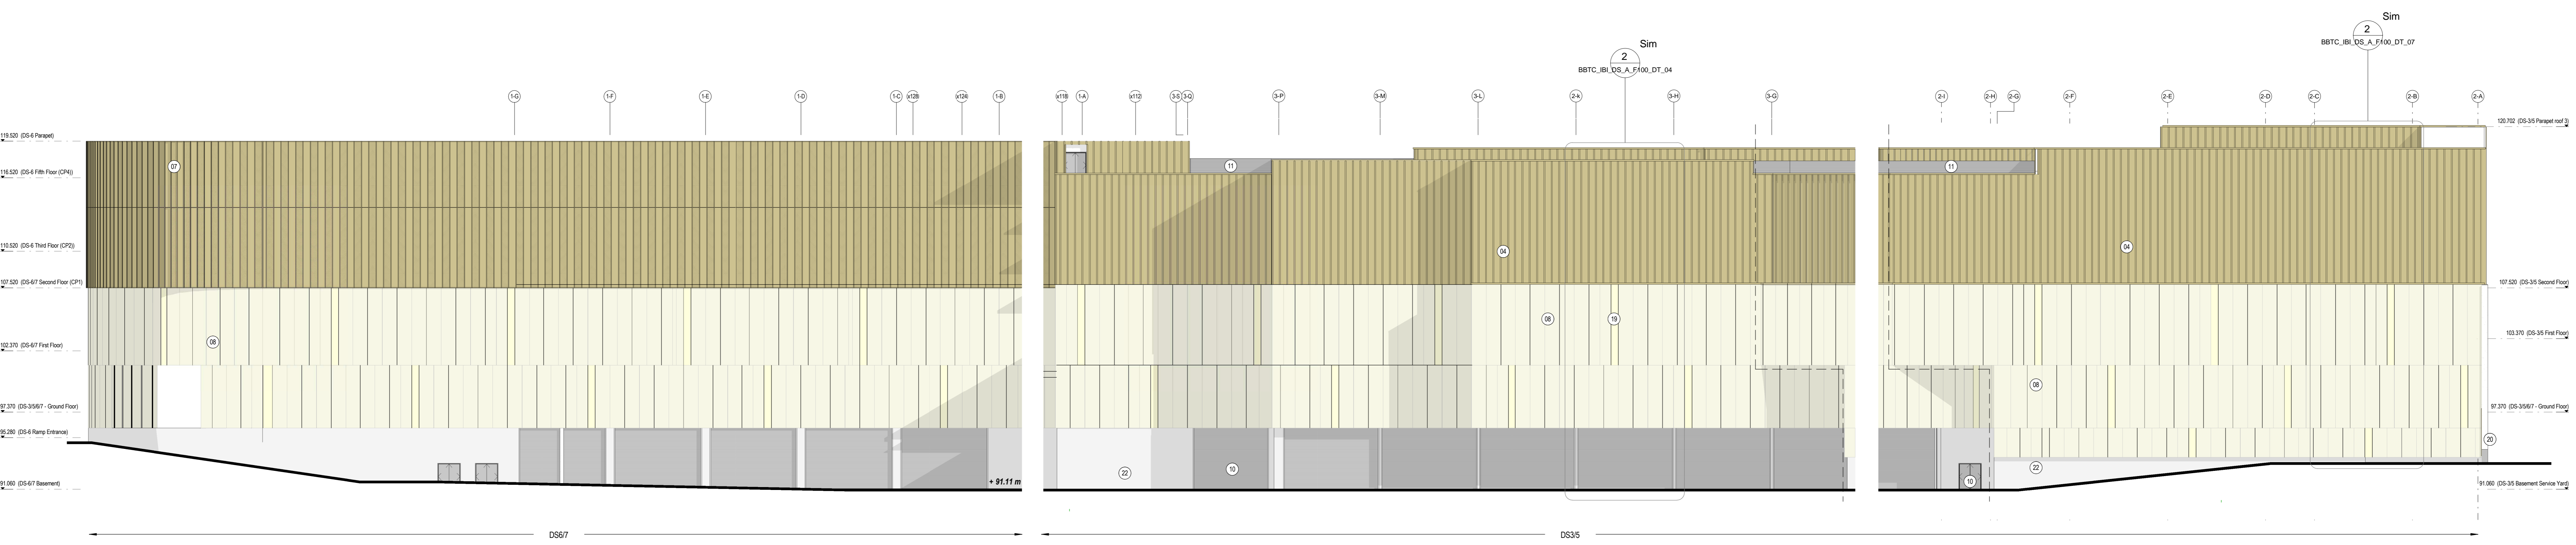 Sim
2
BBTC_IBI_DS_A_F100_DT_07
Sim
2
BBTC_IBI_DS_A_F100_DT_04
1-G 1-F 1-E 1-D 1-C (x128) (x124) 1-B (x118) 1-A (x112) 3-S 3-Q 3-P 3-M 3-L 2-k 3-H 3-G 2-I 2-H 2-G 2-F 2-E 2-D 2-C 2-B 2-A
120.702 (DS-3/5 Parapet roof 3)
119.520 (DS-6 Parapet)
07
11
11
116.520 (DS-6 Fifth Floor (CP4))
110.520 (DS-6 Third Floor (CP2))
04
04
107.520 (DS-6/7 Second Floor (CP1)
107.520 (DS-3/5 Second Floor)
08
19
103.370 (DS-3/5 First Floor)
08
102.370 (DS-6/7 First Floor)
08
97.370 (DS-3/5/6/7 - Ground Floor)
97.370 (DS-3/5/6/7 - Ground Floor)
95.280 (DS-6 Ramp Entrance)
20
22
10
22
10
+ 91.11 m
91.060 (DS-6/7 Basement)
91.060 (DS-3/5 Basement Service Yard)
DS6/7
DS3/5